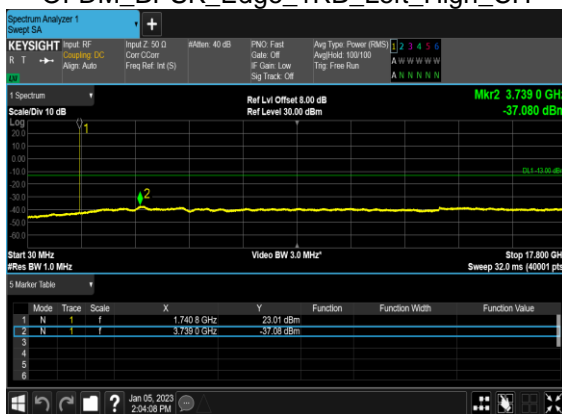 Spectrum Analyzer 1
Swept SA
KEYSIGHT Input: RF Input Z: 50 Ω #Atten: 40 dB PNO: Fast Avg Type: Power (RMS) 1 2 3 4 5 6
R T Coupling: DC Corr CCorr Gate: Off Avg|Hold: 100/100 A W W W W W
Align: Auto Freq Ref: Int (S) IF Gain: Low Trig: Free Run
Sig Track: Off A N N N N N
1 Spectrum Ref Lvl Offset 8.00 dB Mkr2 3.739 0 GHz
Scale/Div 10 dB Ref Level 30.00 dBm -37.080 dBm
Log
20.0
10.0
0.00
-10.0
DL1 -13.00 dBm
-20.0
-30.0
-40.0
-50.0
-60.0
1
2
Start 30 MHz Video BW 3.0 MHz* Stop 17.800 GHz
#Res BW 1.0 MHz Sweep 32.0 ms (40001 pts)
5 Marker Table
Mode Trace Scale X Y Function Function Width Function Value
1 N 1 f 1.740 8 GHz 23.01 dBm
2 N 1 f 3.739 0 GHz -37.08 dBm
3
4
5
6
? Jan 05, 2023
2:04:08 PM